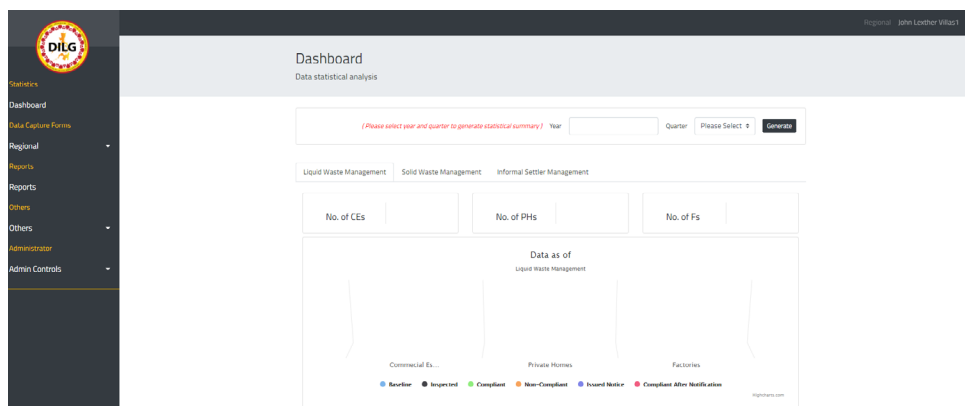 Regional John Lexther Villas1
DILG
Statistics
Dashboard
Data Capture Forms
Regional
Reports
Reports
Others
Others
Administrator
Admin Controls
Dashboard
Data statistical analysis
( Please select year and quarter to generate statistical summary ) Year Quarter Please Select Generate
Liquid Waste Management Solid Waste Management Informal Settler Management
No. of CEs No. of PHs No. of Fs
Data as of
Liquid Waste Management
Commecial Es... Private Homes Factories
Baseline Inspected Compliant Non-Compliant Issued Notice Compliant After Notification
Highcharts.com